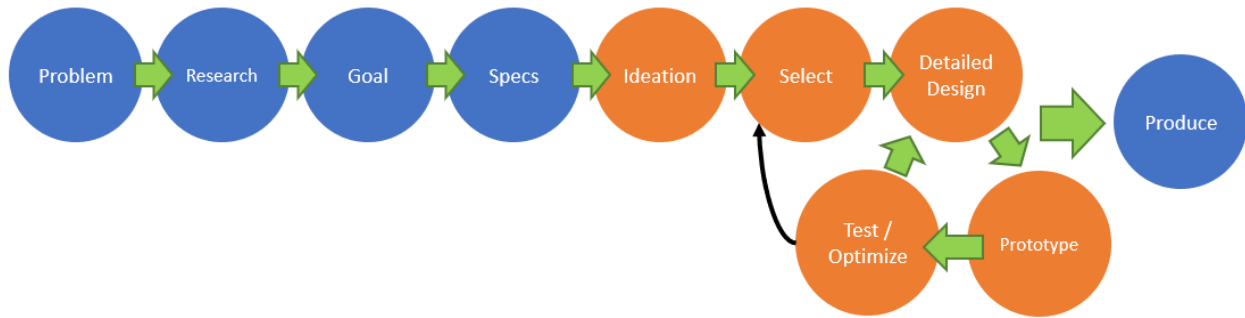 Problem
Research
Goal
Specs
Ideation
Select
Detailed
Design
Produce
Test /
Optimize
Prototype